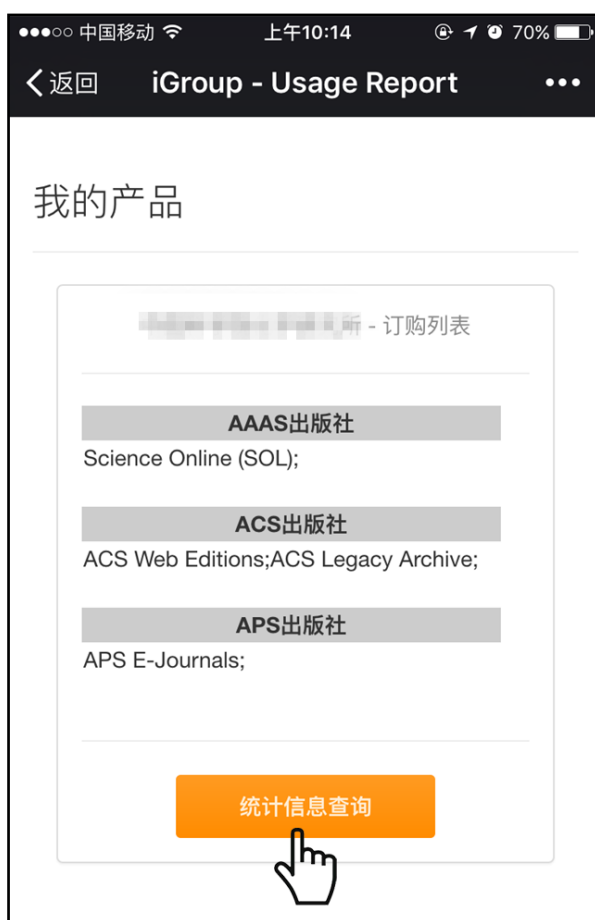 中国移动 上午10:14 70%
返回 iGroup - Usage Report
我的产品
所 - 订购列表
AAAS出版社
Science Online (SOL);
ACS出版社
ACS Web Editions;ACS Legacy Archive;
APS出版社
APS E-Journals;
统计信息查询